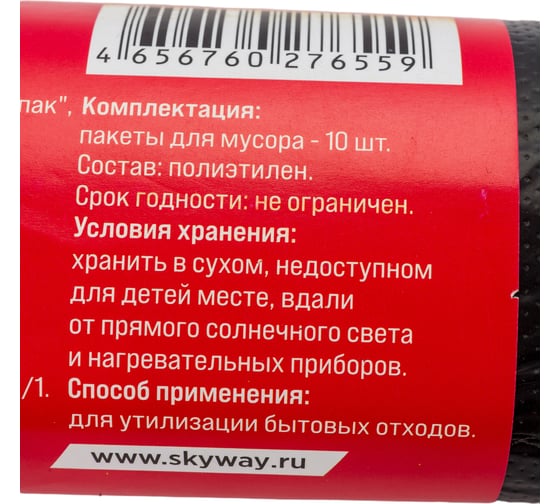 4 656760 276559
пак", Комплектация:
пакеты для мусора - 10 шт.
Состав: полиэтилен.
Срок годности: не ограничен.
Условия хранения:
хранить в сухом, недоступном
для детей месте, вдали
от прямого солнечного света
и нагревательных приборов.
/1. Способ применения:
для утилизации бытовых отходов.
www.skyway.ru